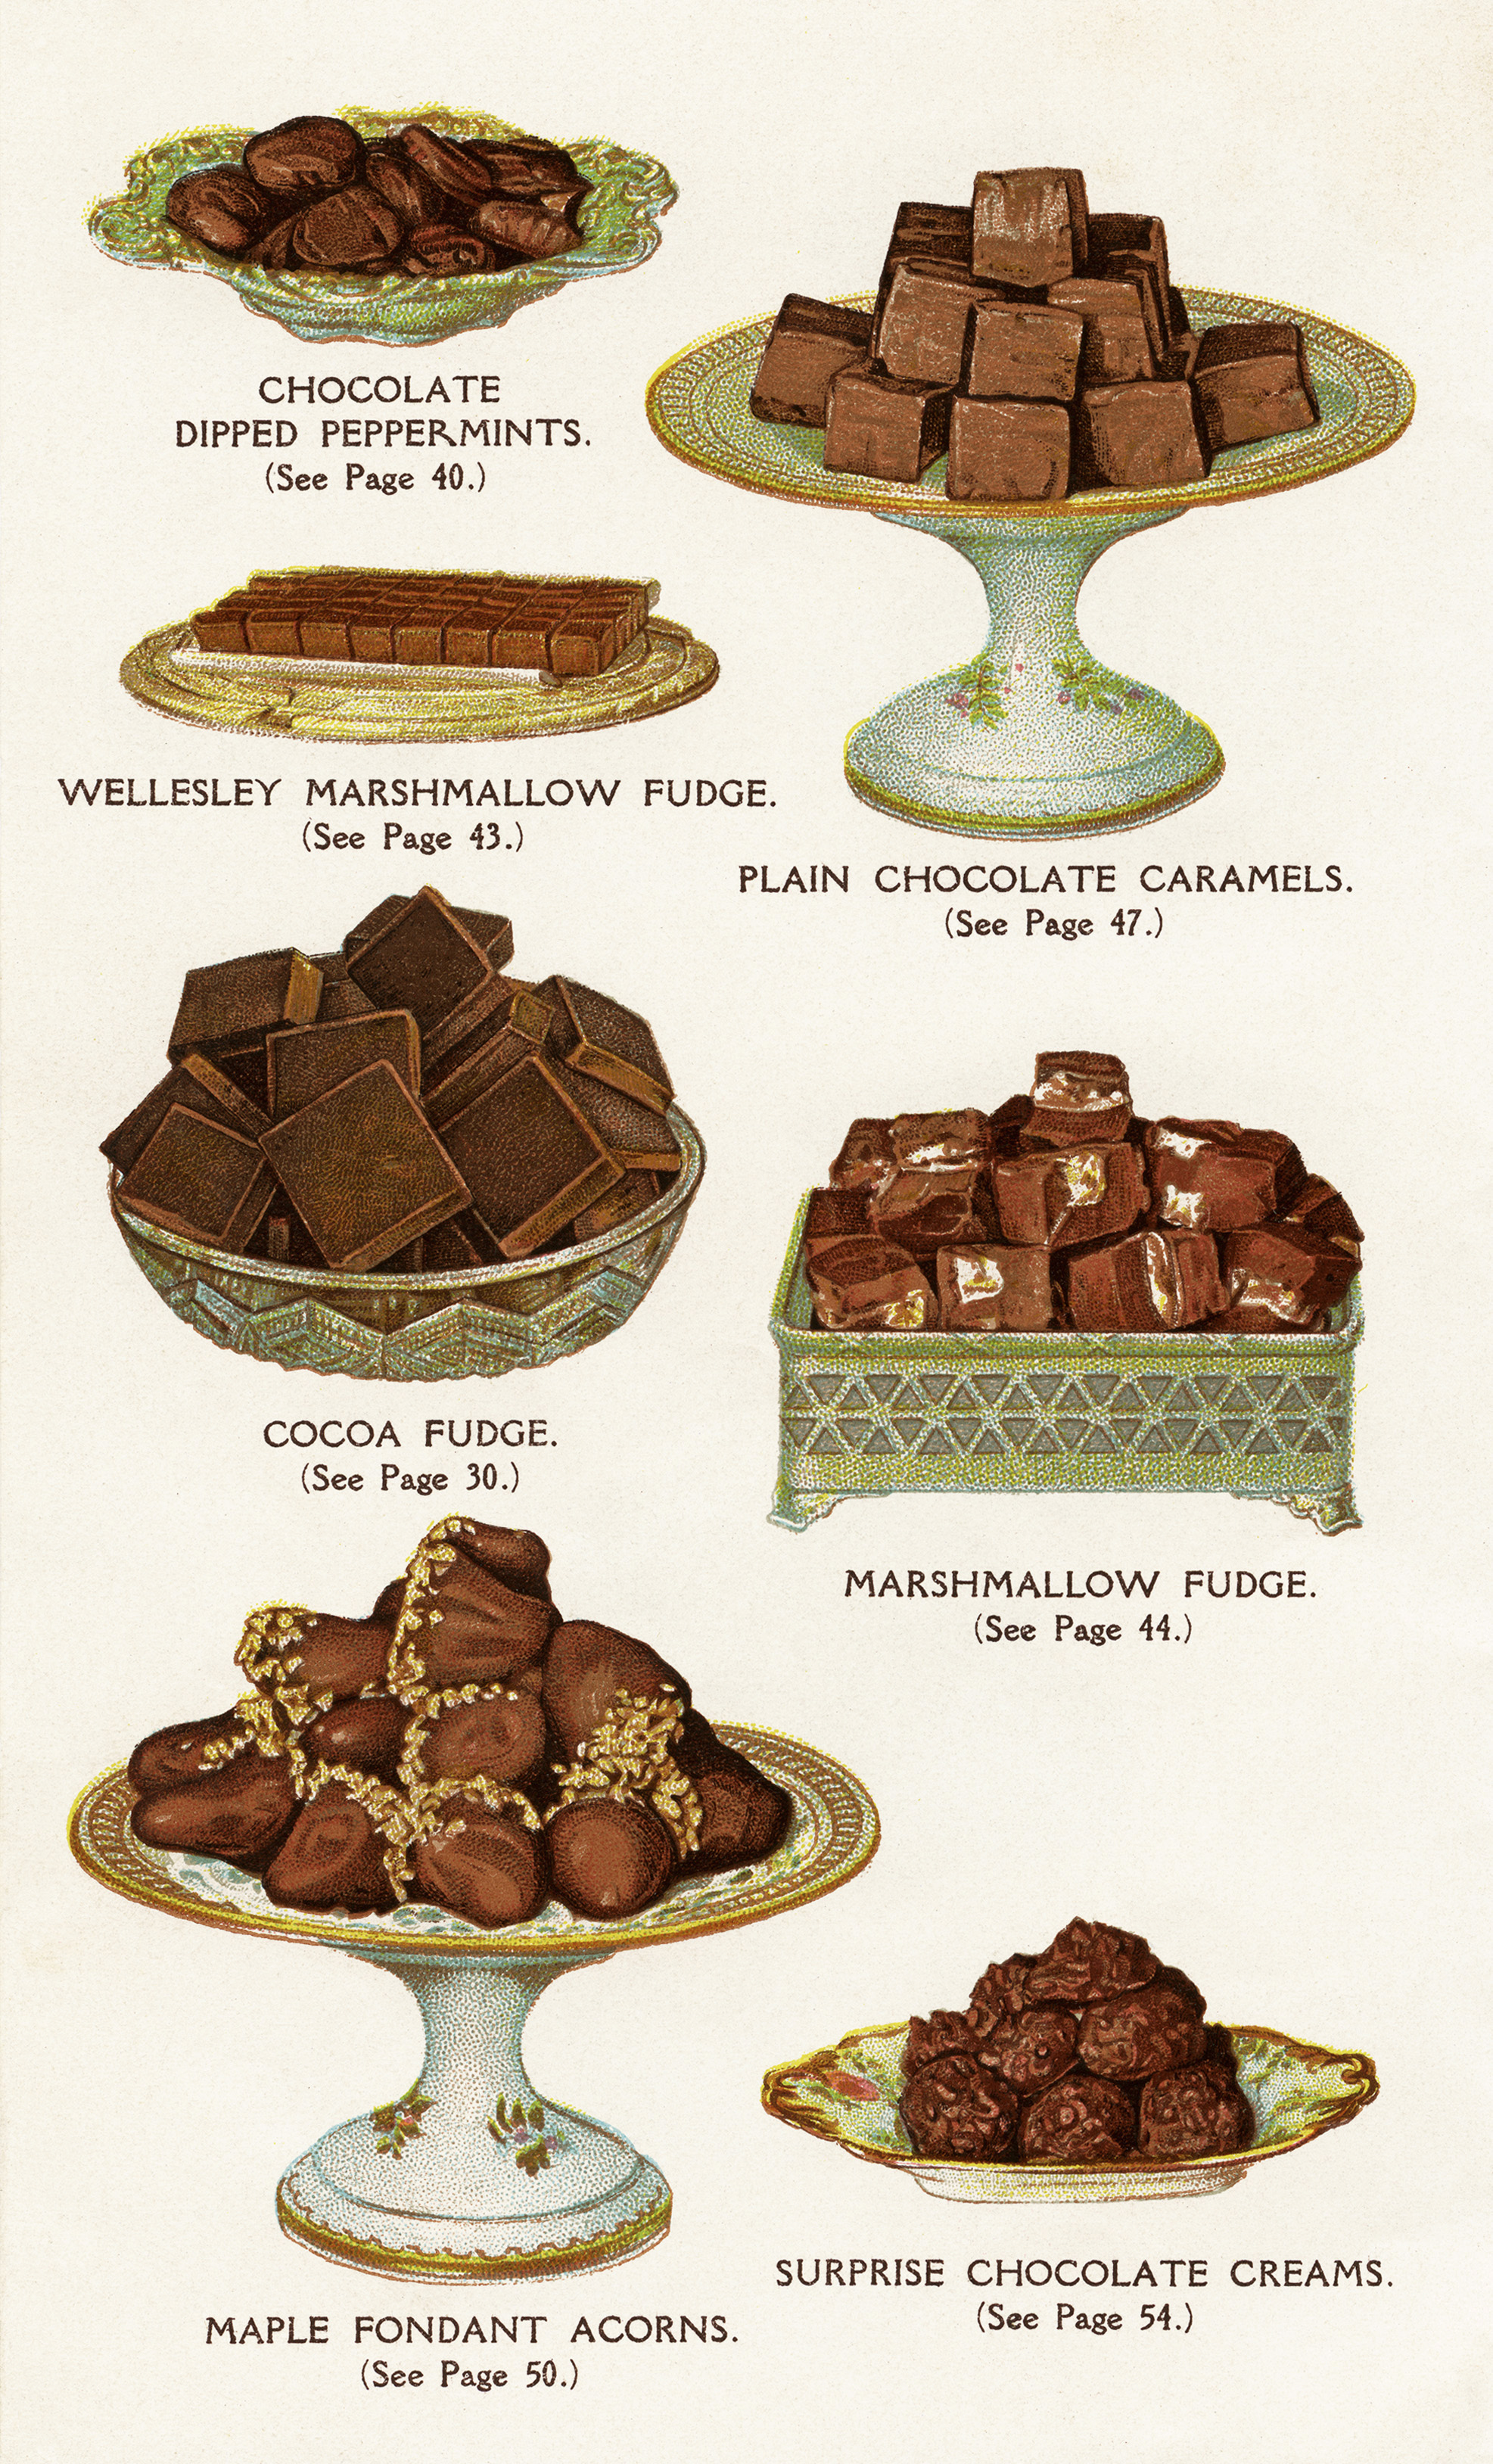 CHOCOLATE
DIPPED PEPPERMINTS.
(See Page 40.)
WELLESLEY MARSHMALLOW FUDGE.
(See Page 43.)
PLAIN CHOCOLATE CARAMELS.
(See Page 47.)
COCOA FUDGE.
(See Page 30.)
MARSHMALLOW FUDGE.
(See Page 44.)
MAPLE FONDANT ACORNS.
(See Page 50.)
SURPRISE CHOCOLATE CREAMS.
(See Page 54.)